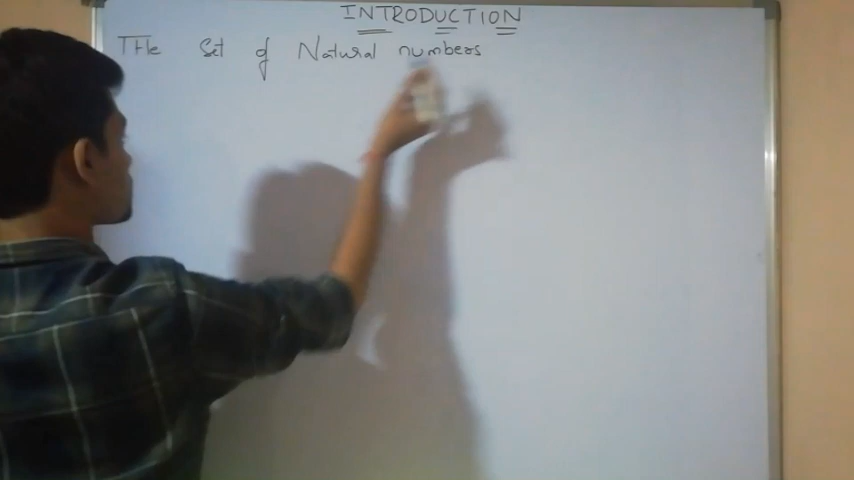 INTRODUCTION
THe Set of Natural numbers